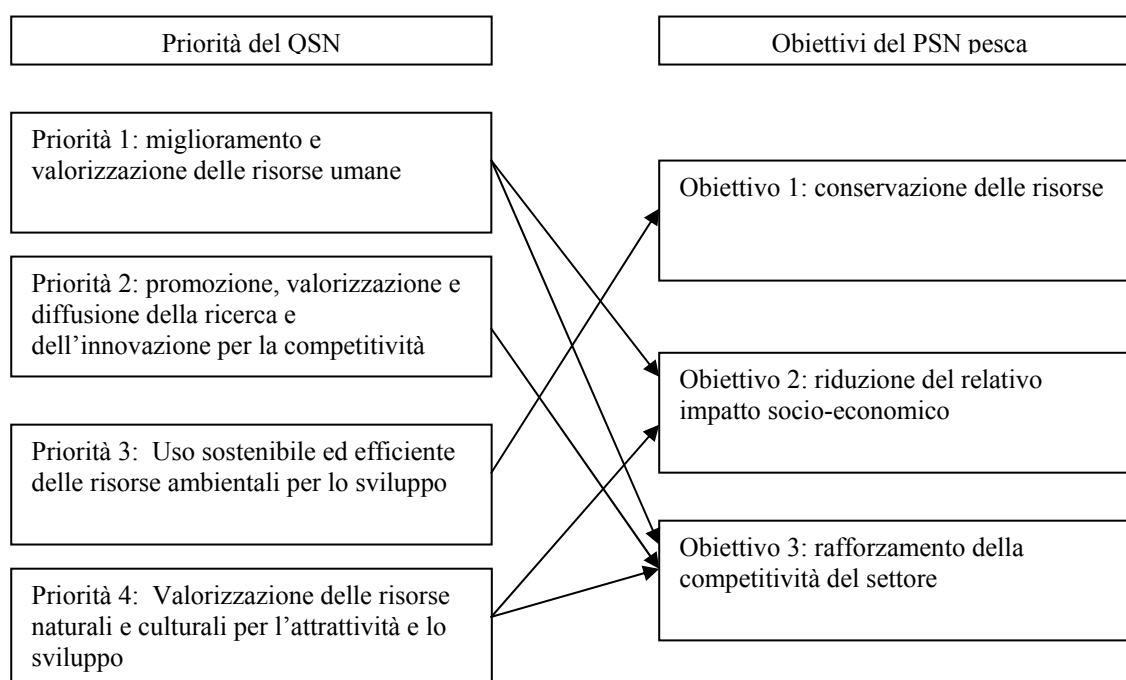 Priorità del QSN
Obiettivi del PSN pesca
Priorità 1: miglioramento e
valorizzazione delle risorse umane
Priorità 2: promozione, valorizzazione e
diffusione della ricerca e
dell’innovazione per la competitività
Priorità 3:  Uso sostenibile ed efficiente
delle risorse ambientali per lo sviluppo
Priorità 4:  Valorizzazione delle risorse
naturali e culturali per l’attrattività e lo
sviluppo
Obiettivo 1: conservazione delle risorse
Obiettivo 2: riduzione del relativo
impatto socio-economico
Obiettivo 3: rafforzamento della
competitività del settore